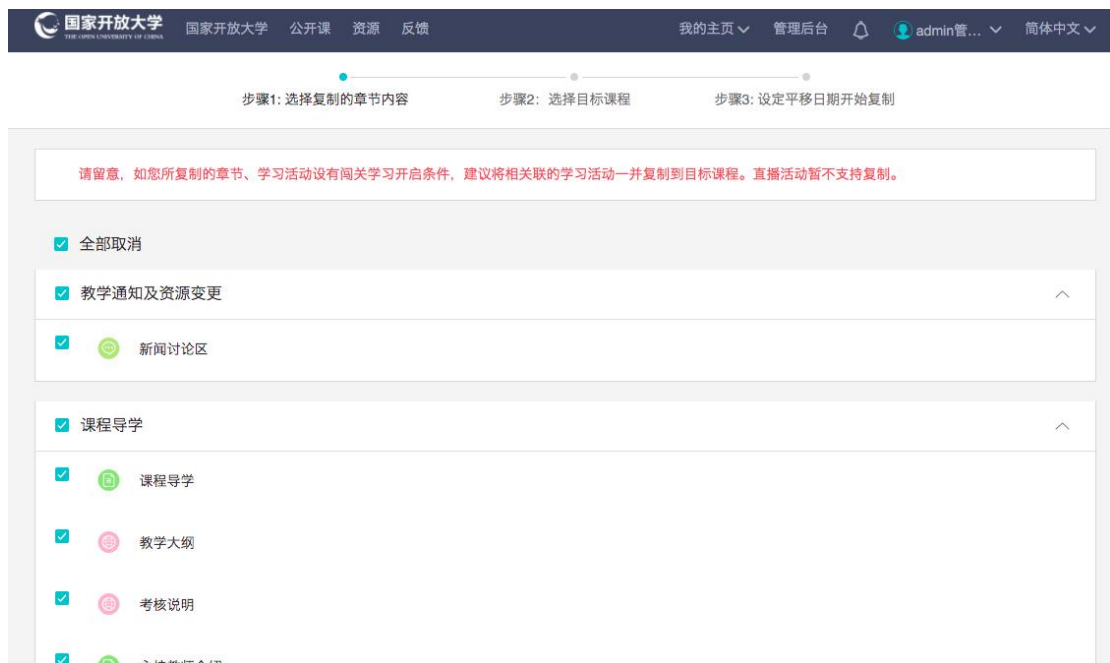 国家开放大学
THE OPEN UNIVERSITY OF CHINA
国家开放大学 公开课 资源 反馈 我的主页 管理后台 admin管... 简体中文
步骤1: 选择复制的章节内容 步骤2: 选择目标课程 步骤3: 设定平移日期开始复制
请留意，如您所复制的章节、学习活动设有闯关学习开启条件，建议将相关联的学习活动一并复制到目标课程。直播活动暂不支持复制。
全部取消
教学通知及资源变更
新闻讨论区
课程导学
课程导学
教学大纲
考核说明